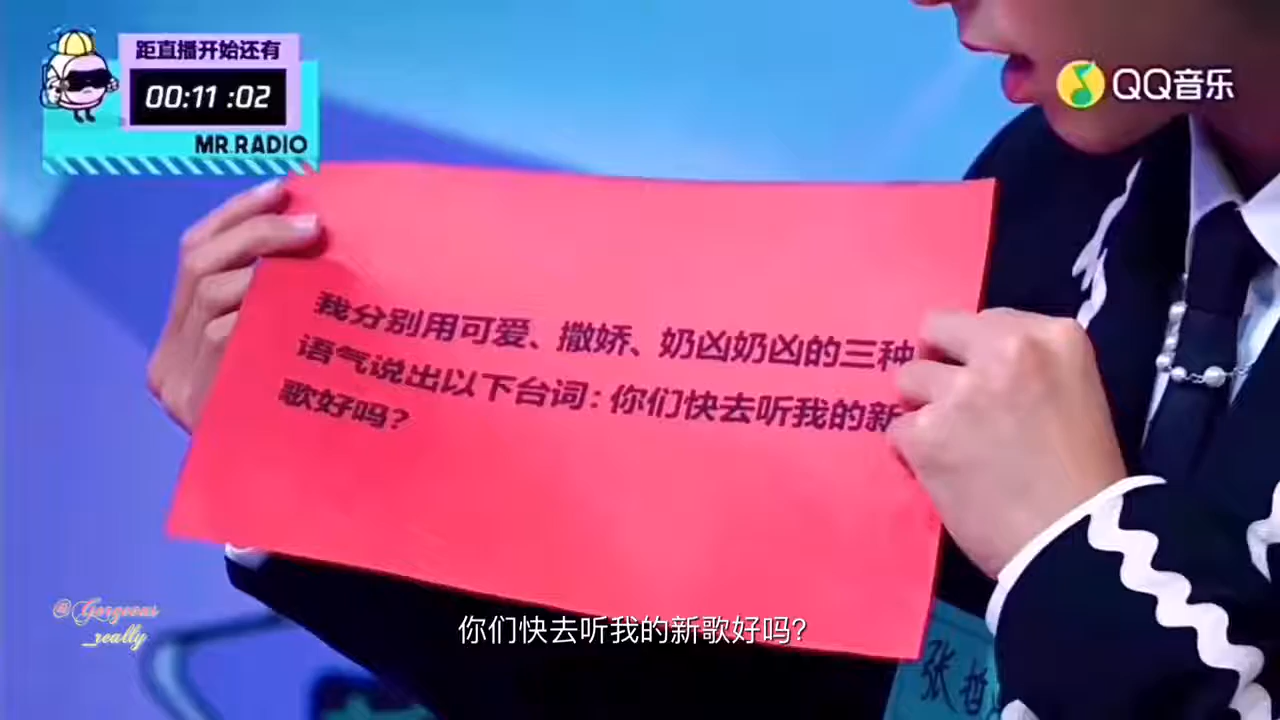 距直播开始还有
00:11 :02
MR.RADIO
QQ音乐
我分别用可爱、撒娇、奶凶奶凶的三种
语气说出以下台词：你们快去听我的新
歌好吗？
@Gorgeous
_really
你们快去听我的新歌好吗？
张哲